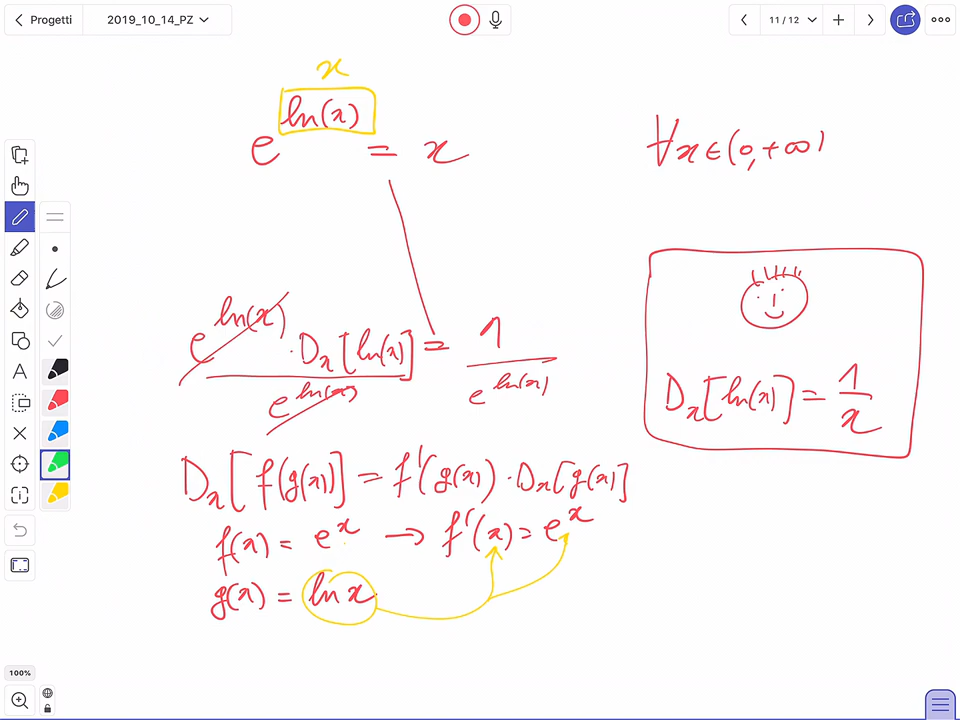 Progetti 2019_10_14_PZ 11 / 12
x
e^ln(x) = x
∀x∈(0,+∞)
e^ln(x) · Dx[ln(x)] / e^ln(x) = 1 / e^ln(x)
Dx[ln(x)] = 1/x
Dx[f(g(x))] = f'(g(x)) · Dx[g(x)]
f(x) = e^x → f'(x) = e^x
g(x) = ln x
A
100%